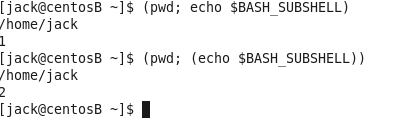 [jack@centosB ~]$ (pwd; echo $BASH_SUBSHELL)
/home/jack
1
[jack@centosB ~]$ (pwd; (echo $BASH_SUBSHELL))
/home/jack
2
[jack@centosB ~]$